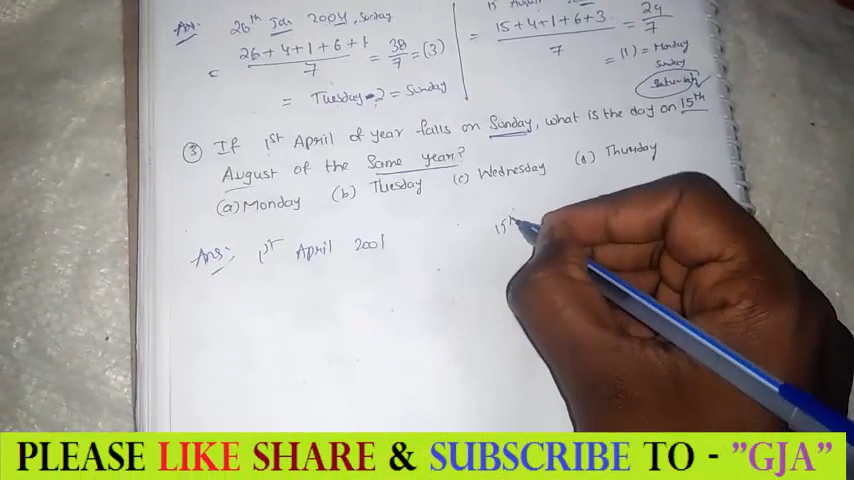 Ans: 26th Jan 2004, Sunday
= 26+4+1+6+1 / 7 = 38/7 = (3)
= Tuesday-2 = Sunday
15 August
= 15+4+1+6+3 / 7 = 29/7
= (1) = Monday
Sunday
Saturday
③ If 1st April of year falls on Sunday, what is the day on 15th
August of the Same year?
(a) Monday (b) Tuesday (c) Wednesday (d) Thursday
Ans: 1st April 2001
15th
PLEASE LIKE SHARE & SUBSCRIBE TO - "GJA"